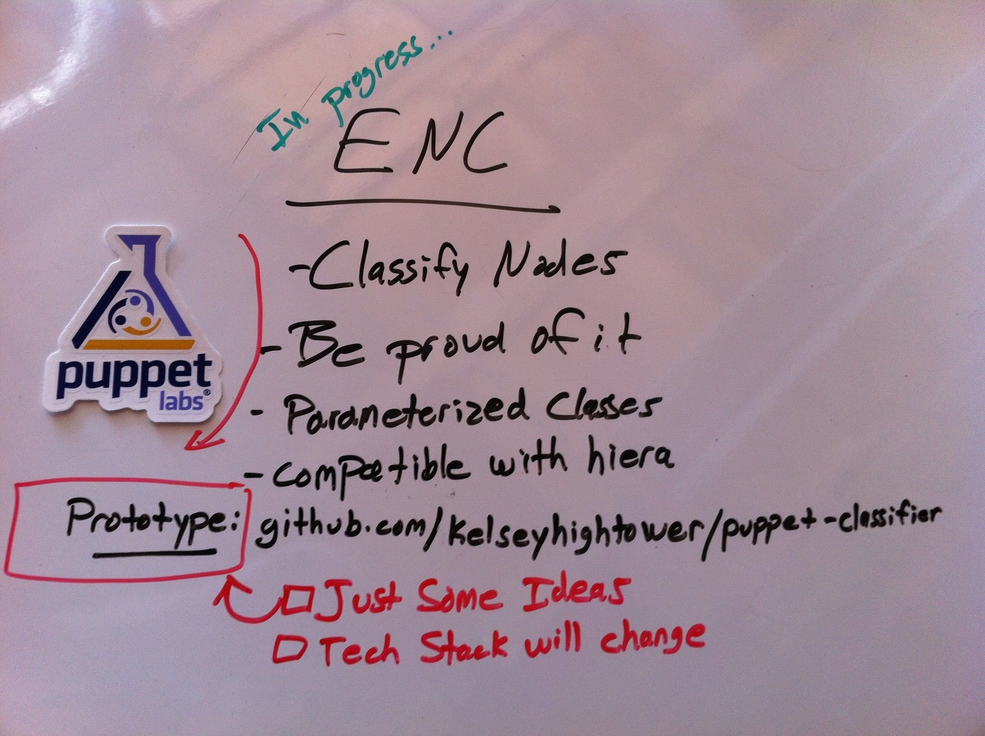 In progress...
ENC
- Classify Nodes
- Be proud of it
- Parameterized Classes
- compatible with hiera
puppet
labs®
Prototype: github.com/kelseyhightower/puppet-classifier
Just Some Ideas
Tech Stack will change